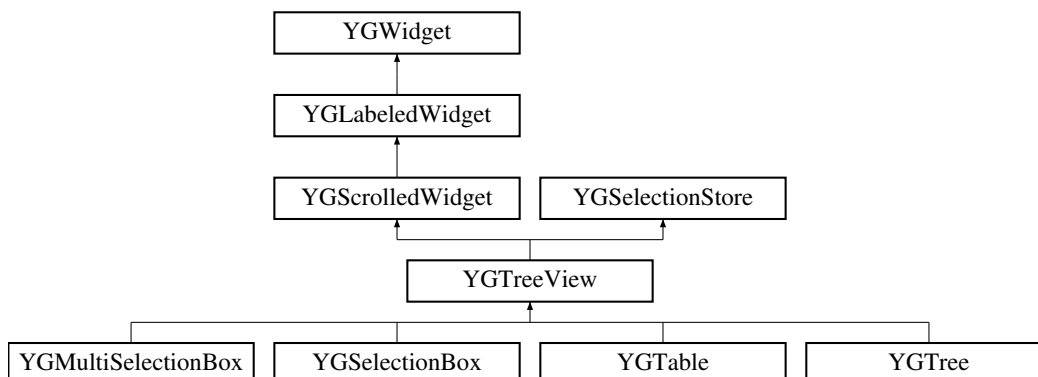 YGWidget
YGLabeledWidget
YGScrolledWidget
YGSelectionStore
YGTreeView
YGMultiSelectionBox
YGSelectionBox
YGTable
YGTree